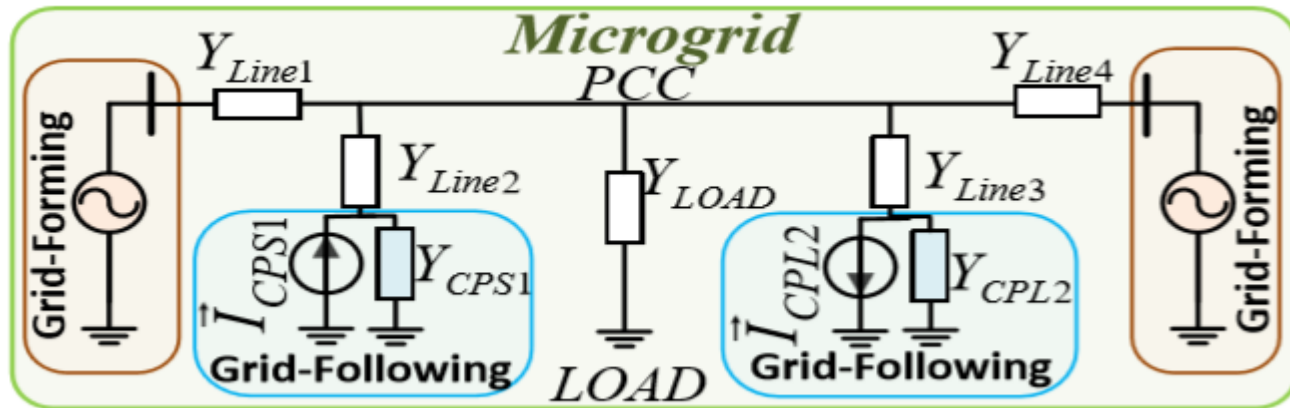 Microgrid
Y_Line1
PCC
Y_Line4
Grid-Forming
Y_Line2
Y_LOAD
Y_Line3
Grid-Forming
I_CPS1
Y_CPS1
I_CPL2
Y_CPL2
Grid-Following
LOAD
Grid-Following